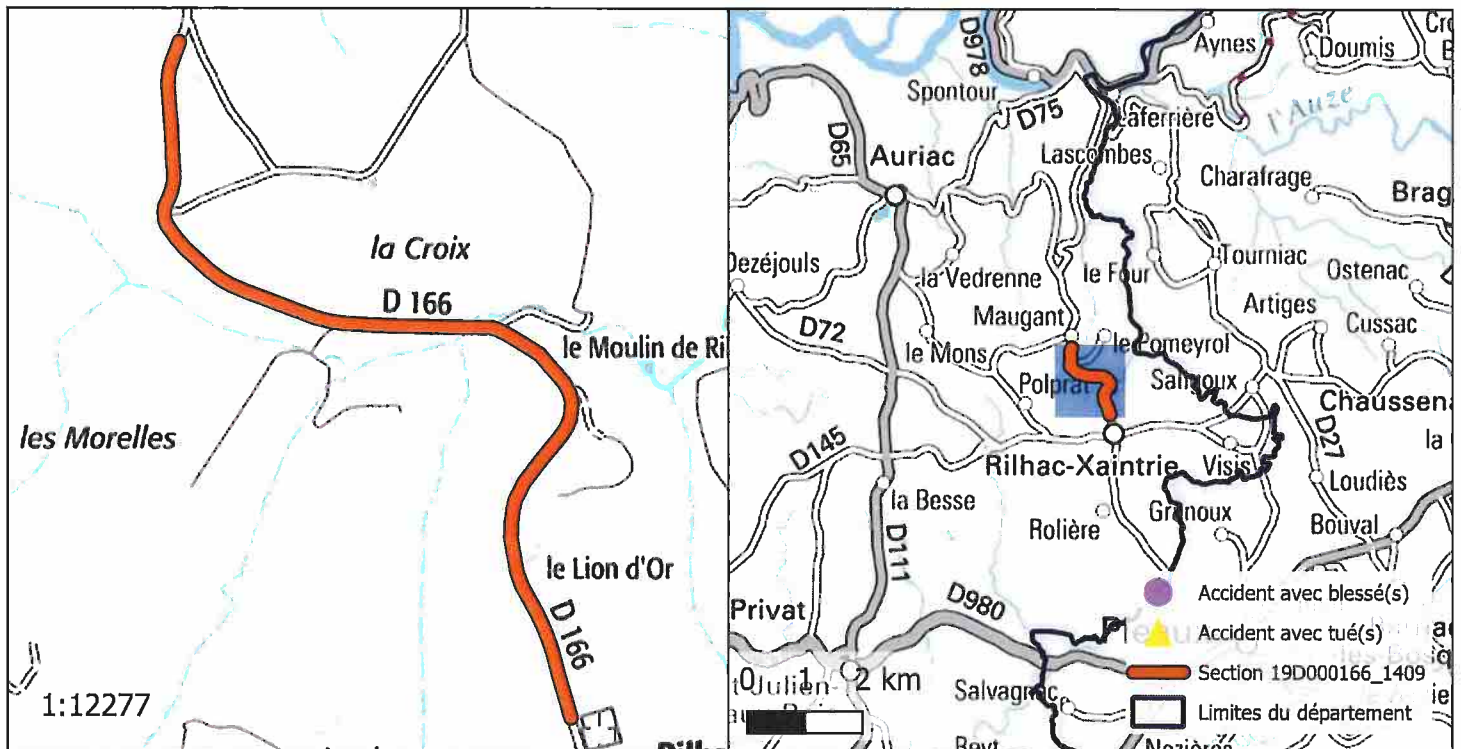 la Croix
D 166
le Moulin de Ri
les Morelles
le Lion d'Or
D 166
1:12277
Aynes
Doumis
D978
Spontour
l'Auze
D75
Laferrière
D65
Auriac
Lascombes
Charafrage
Brag
Dezéjouls
la Vedrenne
le Four
Tourniac
Ostenac
Artiges
Maugant
Cussac
D72
le Mons
le Pomeyrol
Polprat
Chaussena
la
D27
D145
Rilhac-Xaintrie
Visis
Loudiès
la Besse
Rolière
Bouval
D111
Accident avec blessé(s)
Privat
D980
Accident avec tué(s)
Section 19D000166_1409
0 1 2 km
t Julien-
Limites du département